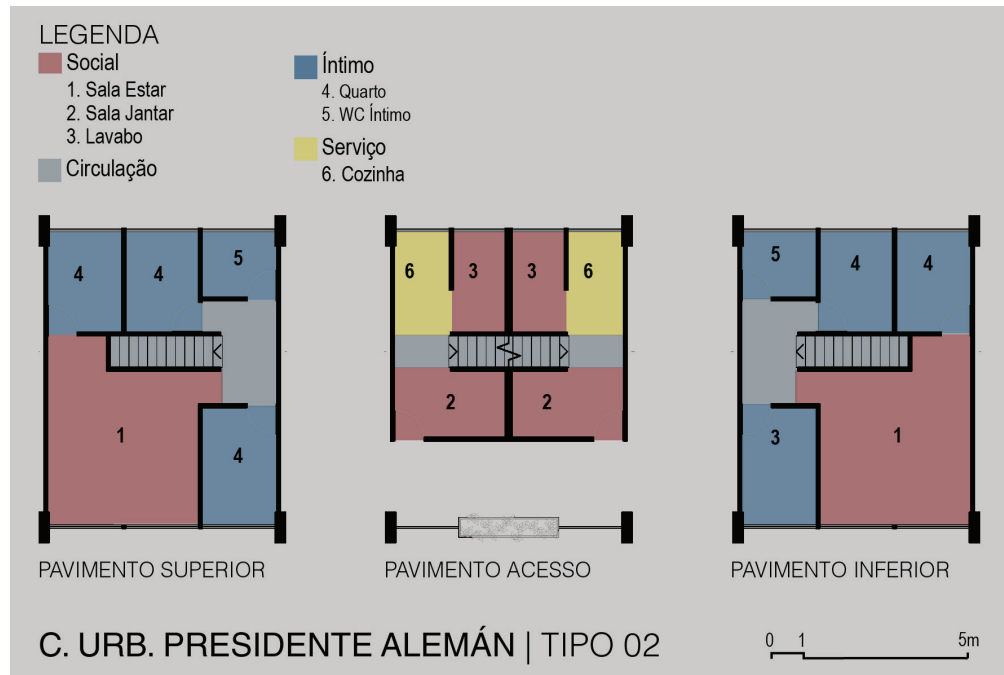 LEGENDA
Social
1. Sala Estar
2. Sala Jantar
3. Lavabo
Circulação
Íntimo
4. Quarto
5. WC Íntimo
Serviço
6. Cozinha
4 4 5
1 4
6 3 3 6
2 2
5 4 4
3 1
PAVIMENTO SUPERIOR
PAVIMENTO ACESSO
PAVIMENTO INFERIOR
C. URB. PRESIDENTE ALEMÁN | TIPO 02
0 1 5m